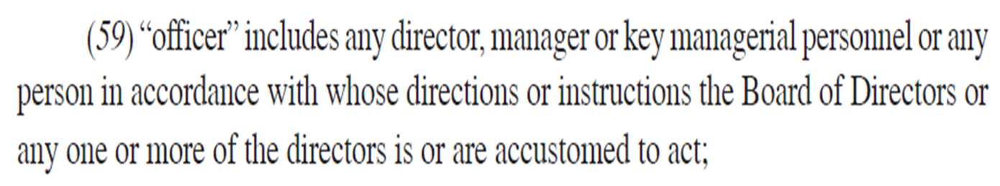 (59) “officer” includes any director, manager or key managerial personnel or any
person in accordance with whose directions or instructions the Board of Directors or
any one or more of the directors is or are accustomed to act;